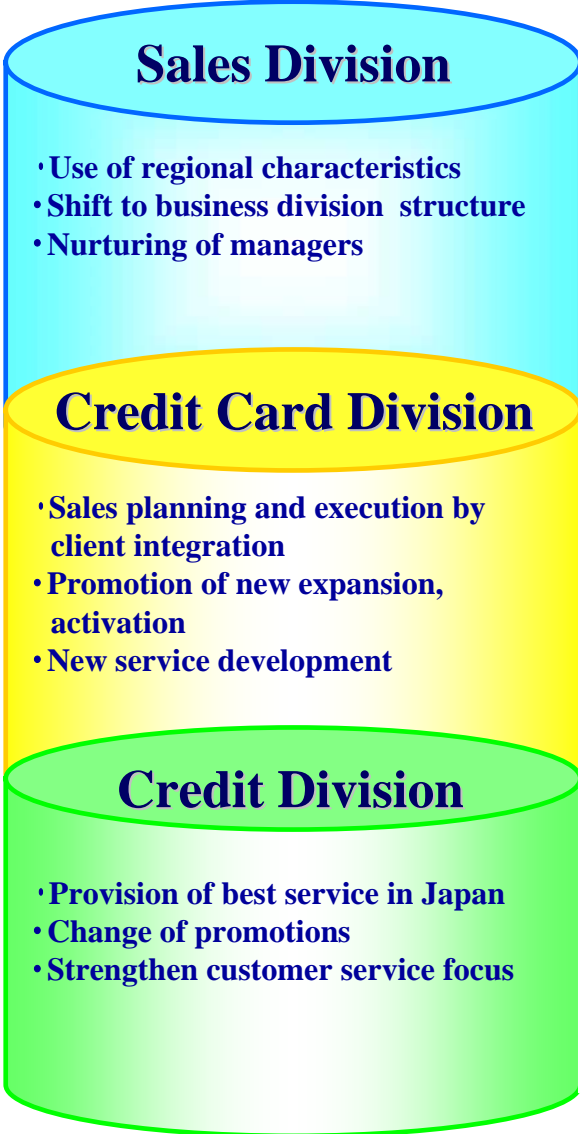 Sales Division
・Use of regional characteristics
・Shift to business division structure
・Nurturing of managers
Credit Card Division
・Sales planning and execution by
client integration
・Promotion of new expansion,
activation
・New service development
Credit Division
・Provision of best service in Japan
・Change of promotions
・Strengthen customer service focus